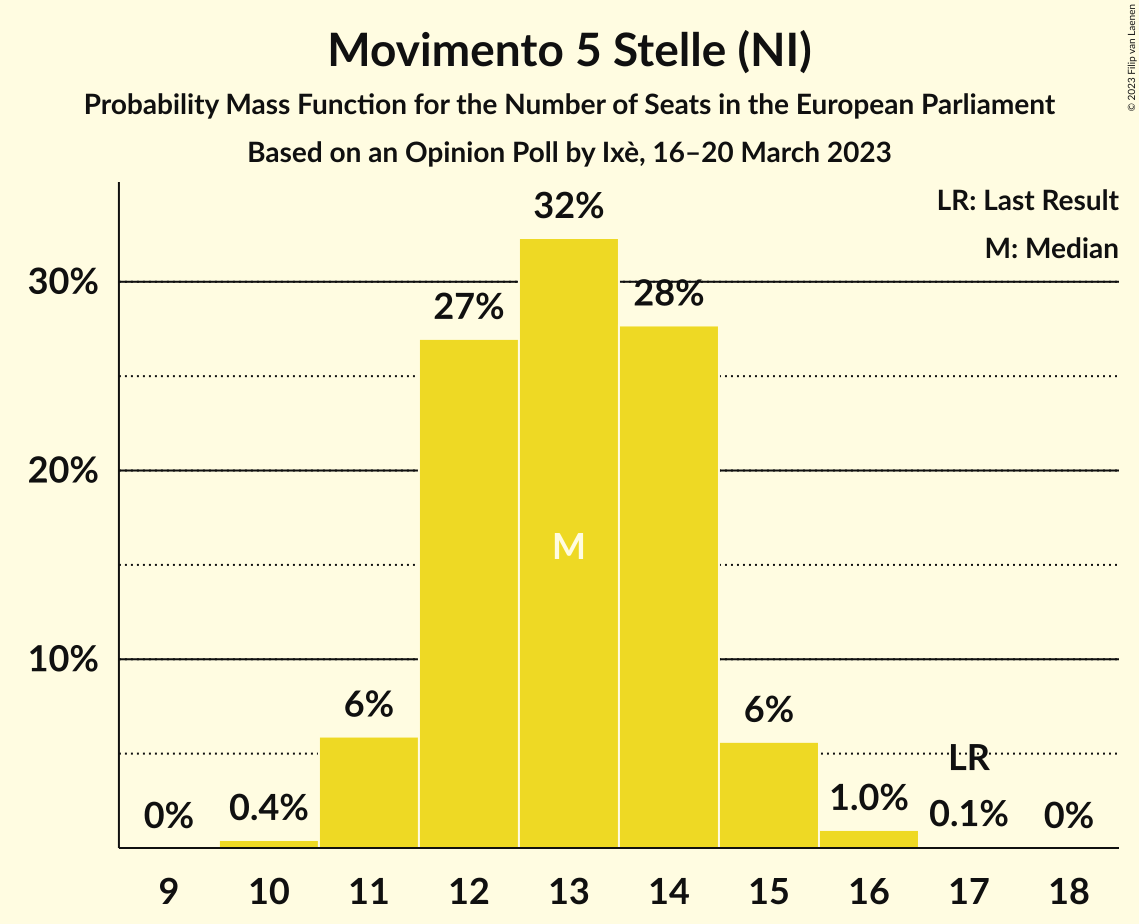 © 2023 Filip van Laenen
Movimento 5 Stelle (NI)
Probability Mass Function for the Number of Seats in the European Parliament
Based on an Opinion Poll by Ixè, 16–20 March 2023
LR: Last Result
M: Median
32%
30%
28%
27%
20%
M
10%
6%
6%
LR
0%
0.4%
1.0%
0.1%
0%
9 10 11 12 13 14 15 16 17 18